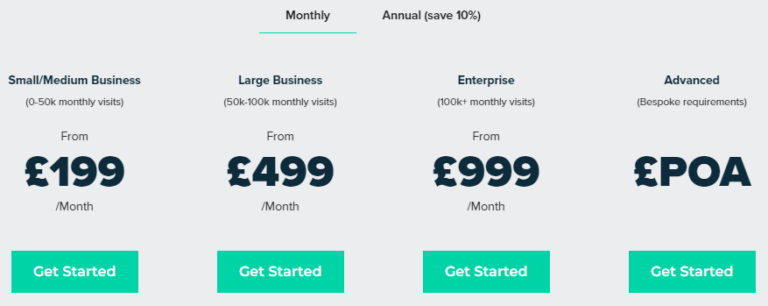 Monthly
Annual (save 10%)
Small/Medium Business
(0-50k monthly visits)
From
£199
/Month
Get Started
Large Business
(50k-100k monthly visits)
From
£499
/Month
Get Started
Enterprise
(100k+ monthly visits)
From
£999
/Month
Get Started
Advanced
(Bespoke requirements)
£POA
Get Started